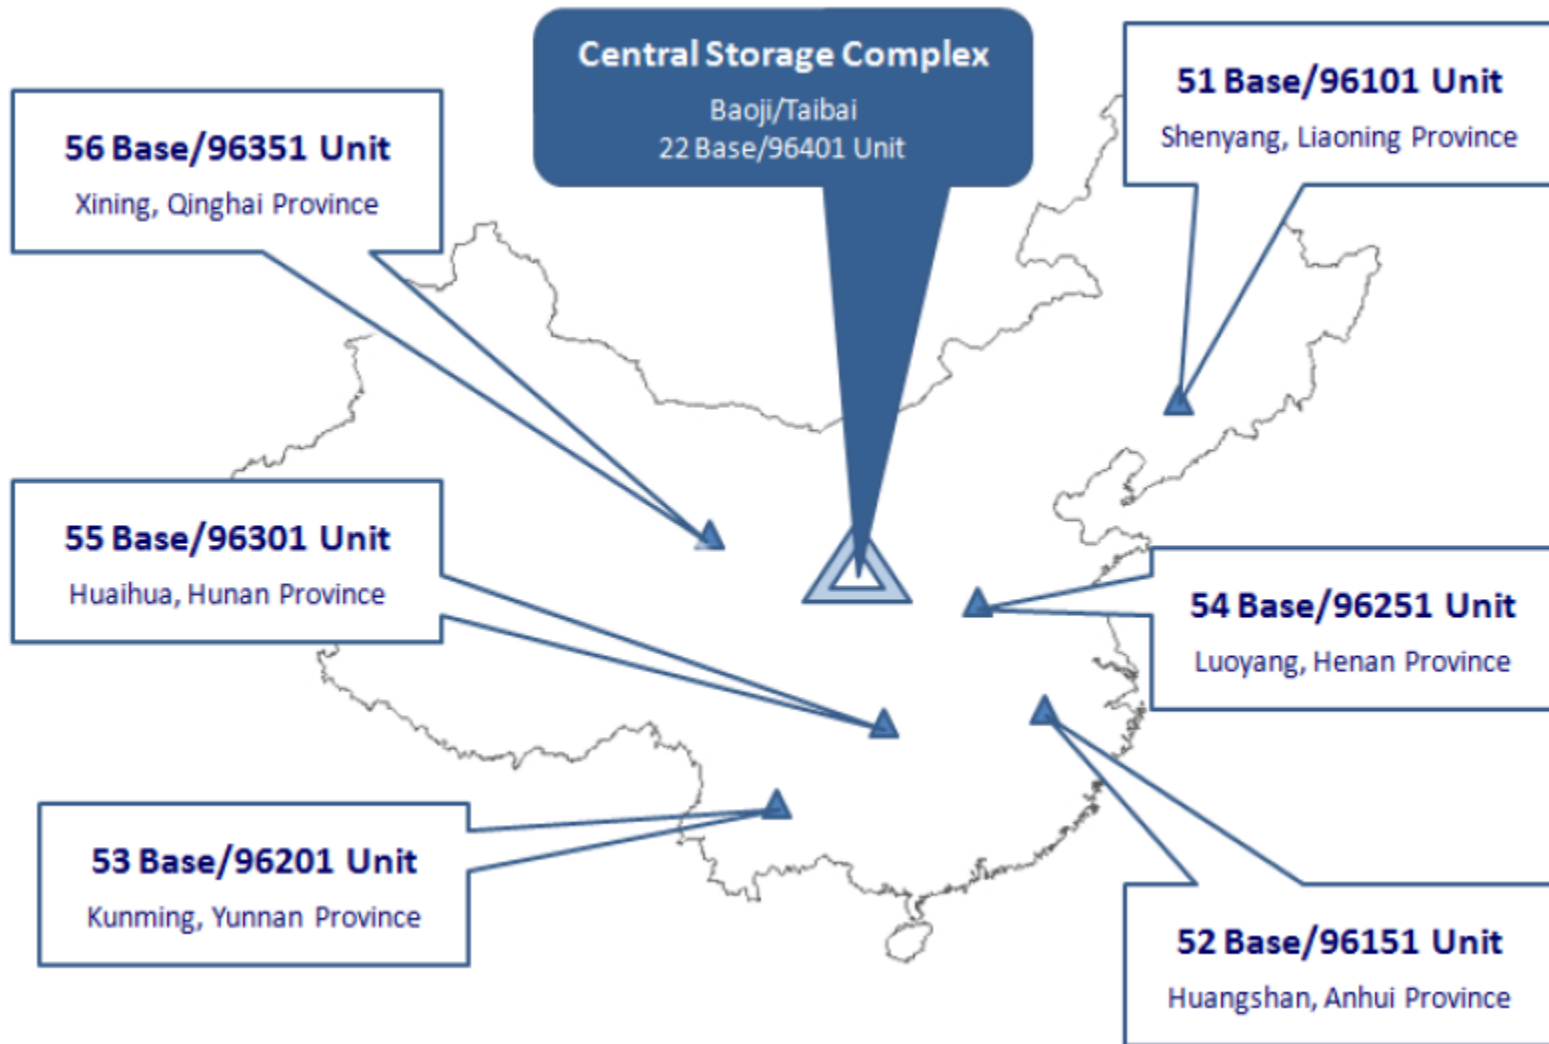 Central Storage Complex
Baoji/Taibai
22 Base/96401 Unit
51 Base/96101 Unit
Shenyang, Liaoning Province
56 Base/96351 Unit
Xining, Qinghai Province
55 Base/96301 Unit
Huaihua, Hunan Province
54 Base/96251 Unit
Luoyang, Henan Province
53 Base/96201 Unit
Kunming, Yunnan Province
52 Base/96151 Unit
Huangshan, Anhui Province